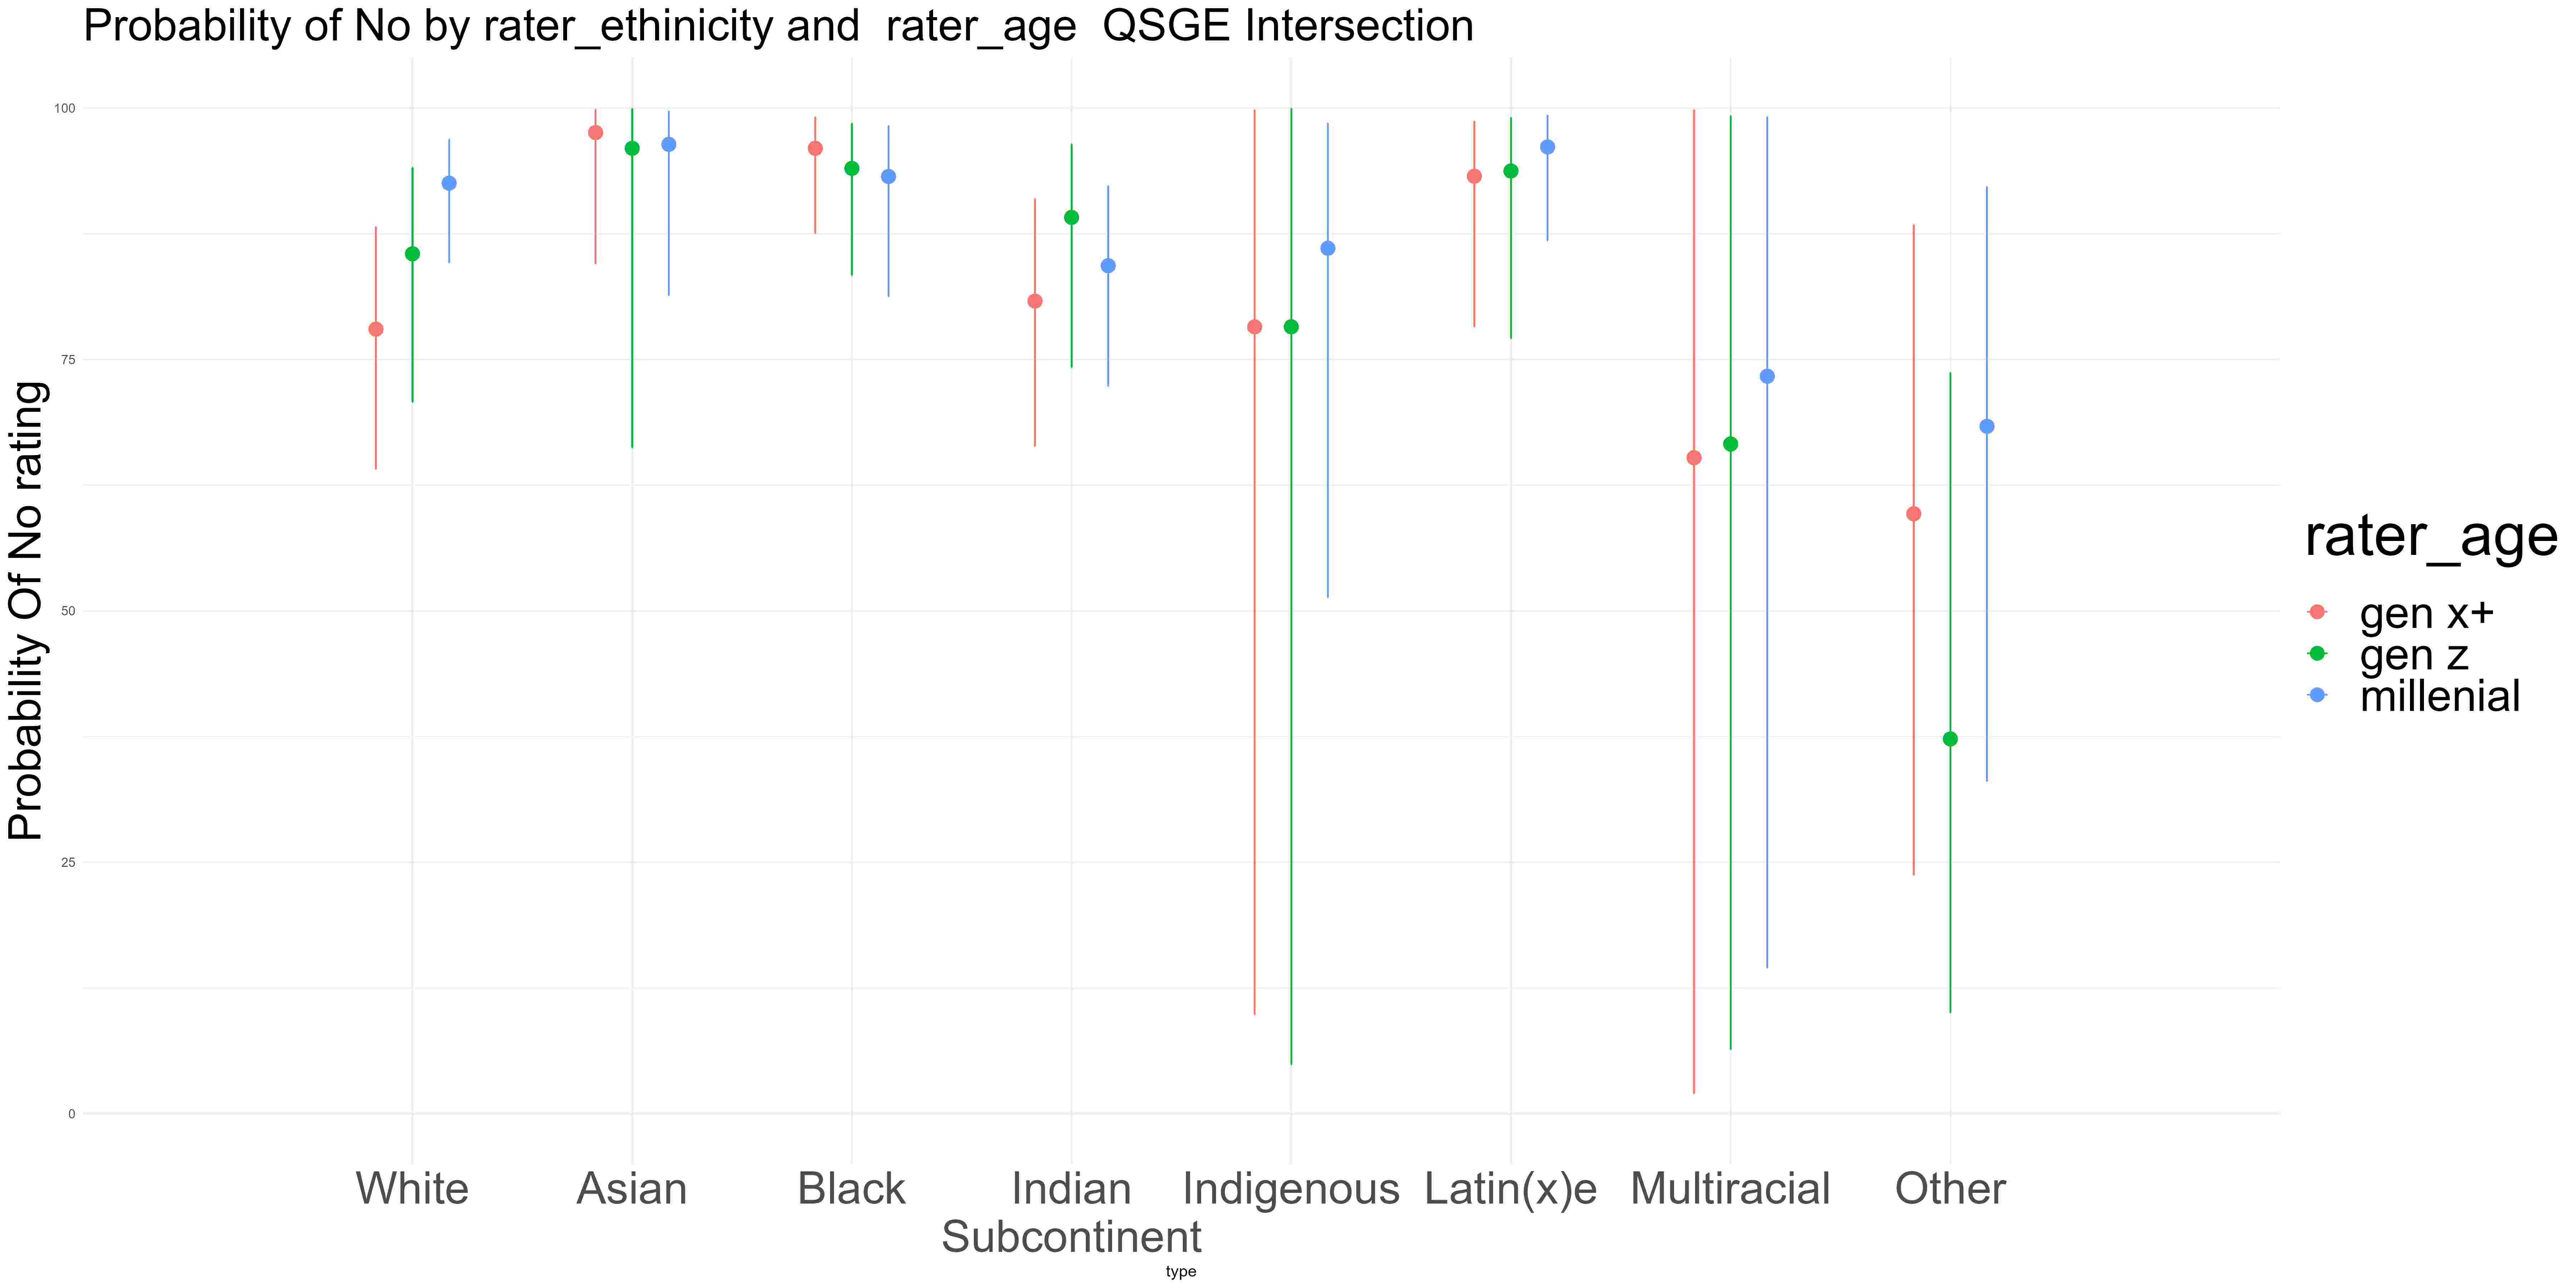 Probability of No by rater_ethinicity and  rater_age  QSGE Intersection
Probability Of No rating
100
75
50
25
0
White Asian Black Indian Indigenous Latin(x)e Multiracial Other
Subcontinent
type
rater_age
gen x+
gen z
millenial